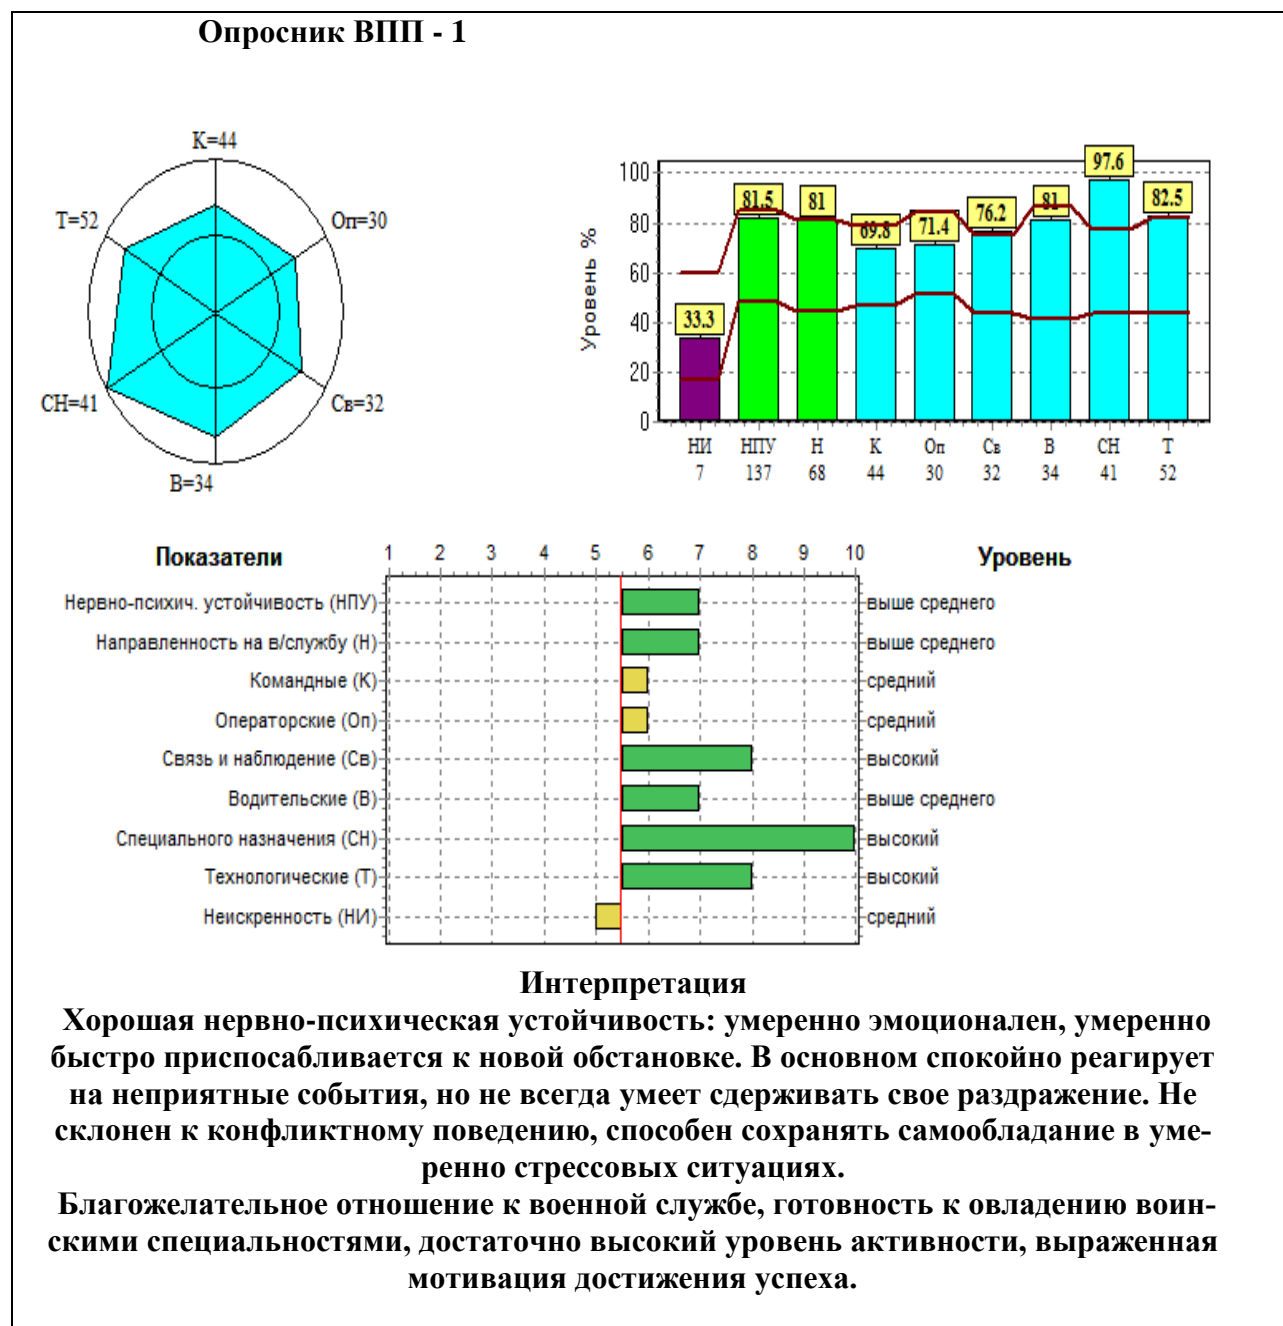 Опросник ВПП - 1
K=44
Оп=30
Св=32
В=34
СН=41
Т=52
Уровень %
100
80
60
40
20
0
33.3
81.5
81
69.8
71.4
76.2
81
97.6
82.5
НИ НПУ Н К Оп Св В СН Т
7 137 68 44 30 32 34 41 52
Показатели 1 2 3 4 5 6 7 8 9 10 Уровень
Нервно-психич. устойчивость (НПУ) выше среднего
Направленность на в/службу (Н) выше среднего
Командные (К) средний
Операторские (Оп) средний
Связь и наблюдение (Св) высокий
Водительские (В) выше среднего
Специального назначения (СН) высокий
Технологические (Т) высокий
Неискренность (НИ) средний
Интерпретация
Хорошая нервно-психическая устойчивость: умеренно эмоционален, умеренно
быстро приспосабливается к новой обстановке. В основном спокойно реагирует
на неприятные события, но не всегда умеет сдерживать свое раздражение. Не
склонен к конфликтному поведению, способен сохранять самообладание в уме-
ренно стрессовых ситуациях.
Благожелательное отношение к военной службе, готовность к овладению воин-
скими специальностями, достаточно высокий уровень активности, выраженная
мотивация достижения успеха.